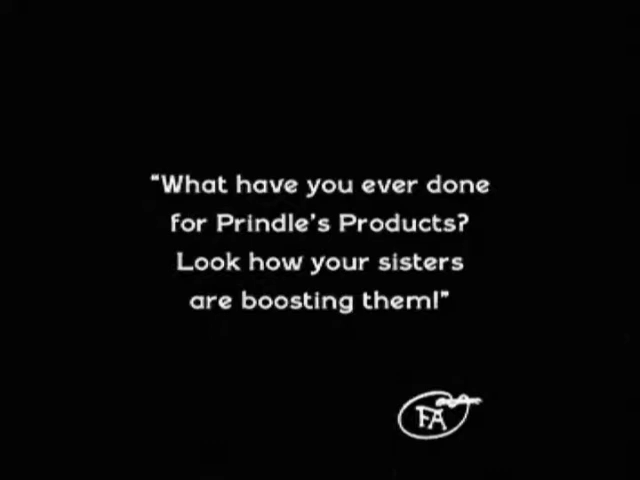 "What have you ever done
for Prindle's Products?
Look how your sisters
are boosting them!"
FA